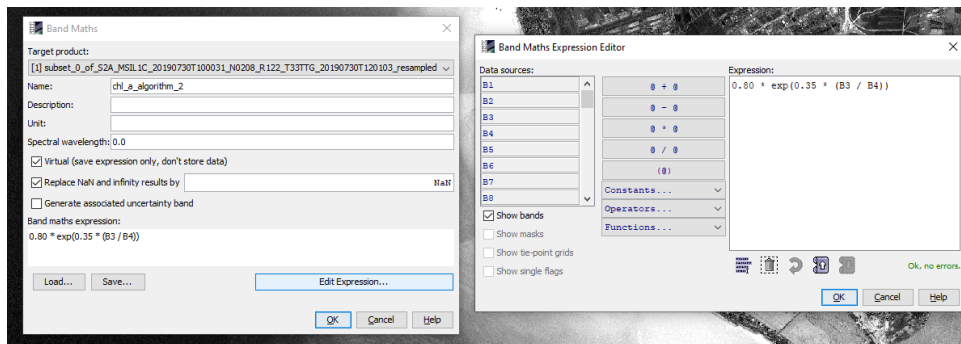 Band Maths
Target product:
[1] subset_0_of_S2A_MSIL1C_20190730T100031_N0208_R122_T33TTG_20190730T120103_resampled
Name: chl_a_algorithm_2
Description:
Unit:
Spectral wavelength: 0.0
Virtual (save expression only, don't store data)
Replace NaN and infinity results by NaN
Generate associated uncertainty band
Band maths expression:
0.80 * exp(0.35 * (B3 / B4))
Load... Save... Edit Expression...
OK Cancel Help
Band Maths Expression Editor
Data sources:
B1
B2
B3
B4
B5
B6
B7
B8
Show bands
Show masks
Show tie-point grids
Show single flags
@ + @
@ - @
@ * @
@ / @
(@)
Constants...
Operators...
Functions...
Expression:
0.80 * exp(0.35 * (B3 / B4))
Ok, no errors.
OK Cancel Help